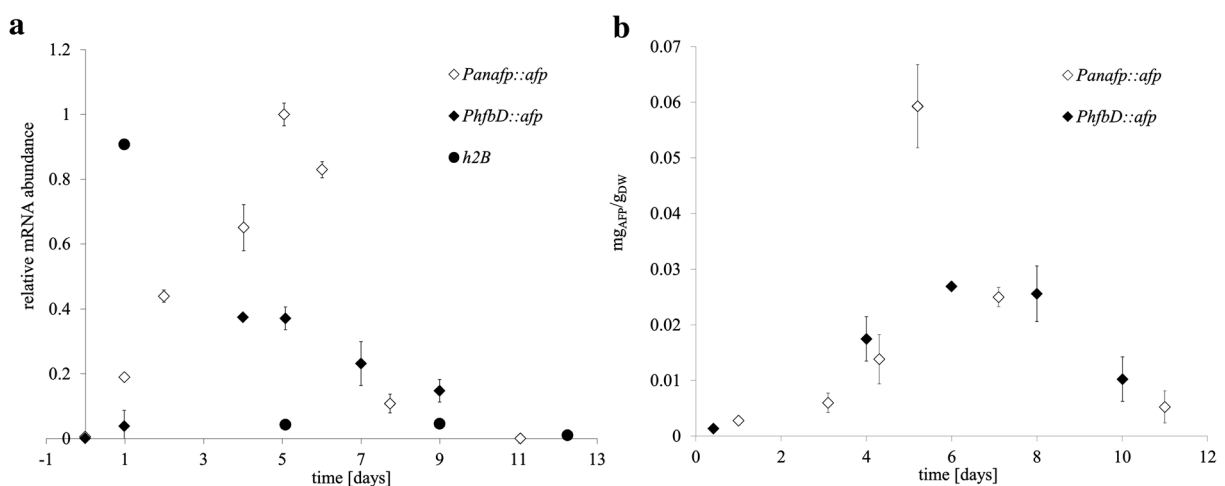 a
1.2
1
0.8
0.6
0.4
0.2
0
relative mRNA abundance
-1
1
3
5
7
9
11
13
time [days]
Panafp::afp
PhfbD::afp
h2B
b
0.07
0.06
0.05
0.04
0.03
0.02
0.01
0
mgAFP/gDW
0
2
4
6
8
10
12
time [days]
Panafp::afp
PhfbD::afp